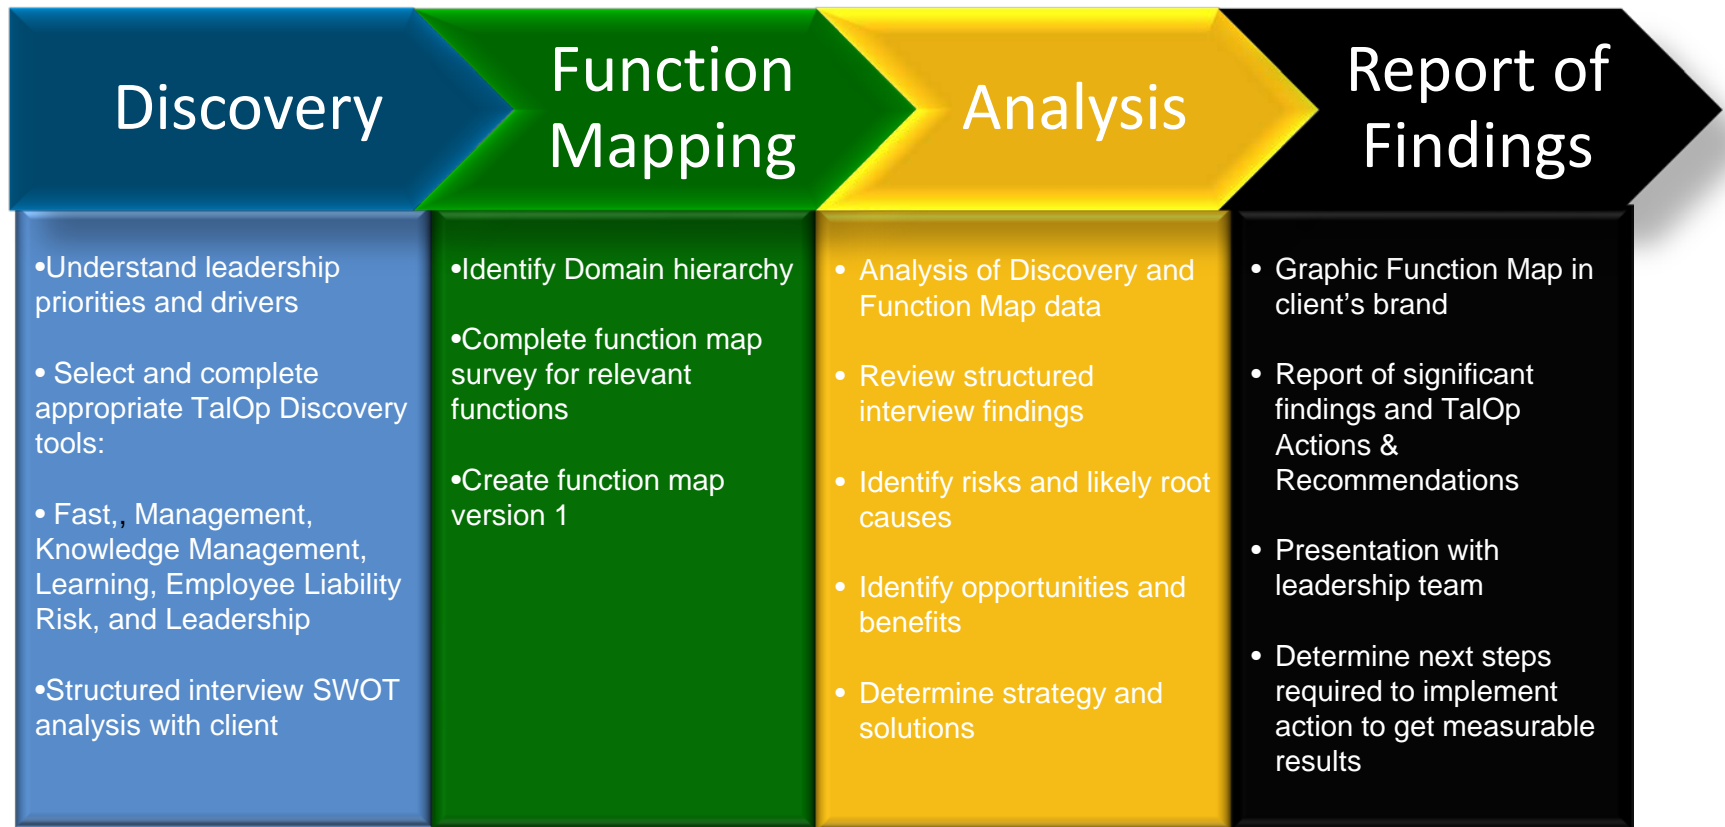 Discovery
Function
Mapping
Analysis
Report of
Findings
•Understand leadership
priorities and drivers
• Select and complete
appropriate TalOp Discovery
tools:
• Fast,, Management,
Knowledge Management,
Learning, Employee Liability
Risk, and Leadership
•Structured interview SWOT
analysis with client
•Identify Domain hierarchy
•Complete function map
survey for relevant
functions
•Create function map
version 1
• Analysis of Discovery and
Function Map data
• Review structured
interview findings
• Identify risks and likely root
causes
• Identify opportunities and
benefits
• Determine strategy and
solutions
• Graphic Function Map in
client’s brand
• Report of significant
findings and TalOp
Actions &
Recommendations
• Presentation with
leadership team
• Determine next steps
required to implement
action to get measurable
results